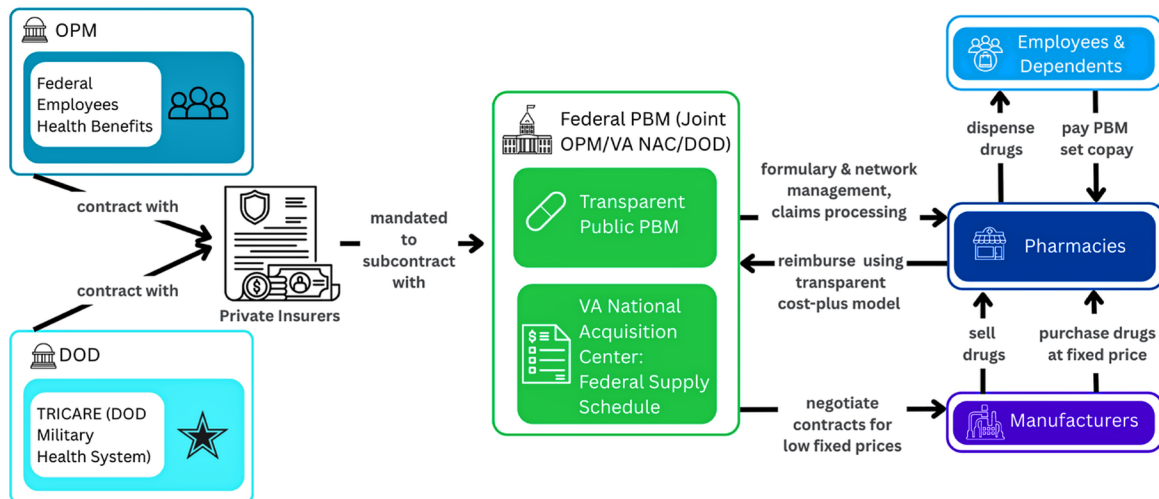 OPM
Federal
Employees
Health Benefits
contract with
contract with
DOD
TRICARE (DOD
Military
Health System)
Private Insurers
mandated
to
subcontract
with
Federal PBM (Joint
OPM/VA NAC/DOD)
Transparent
Public PBM
VA National
Acquisition
Center:
Federal Supply
Schedule
formulary & network
management,
claims processing
reimburse using
transparent
cost-plus model
negotiate
contracts for
low fixed prices
Employees &
Dependents
dispense
drugs
pay PBM
set copay
Pharmacies
sell
drugs
purchase drugs
at fixed price
Manufacturers